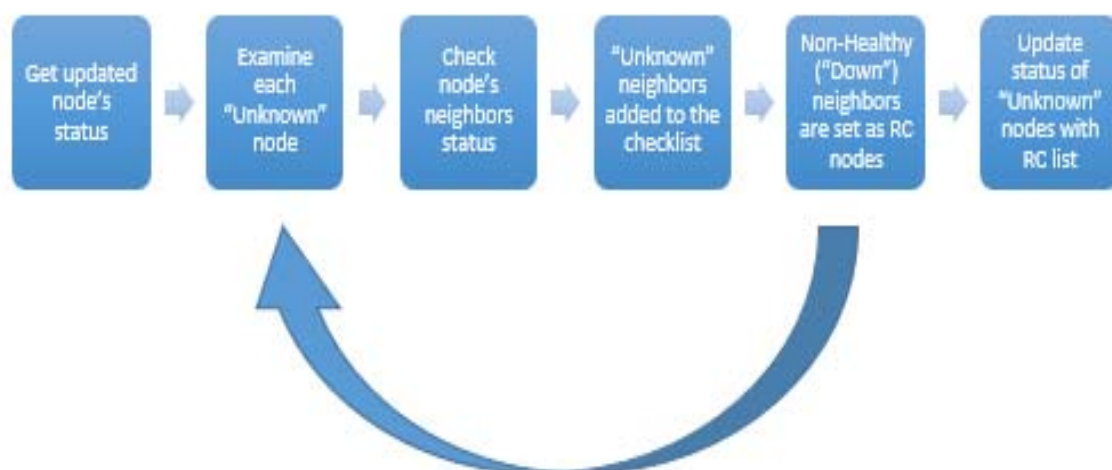 Get updated
node's
status
Examine
each
"Unknown"
node
Check
node's
neighbors
status
"Unknown"
neighbors
added to the
checklist
Non-Healthy
("Down")
neighbors
are set as RC
nodes
Update
status of
"Unknown"
nodes with
RC list